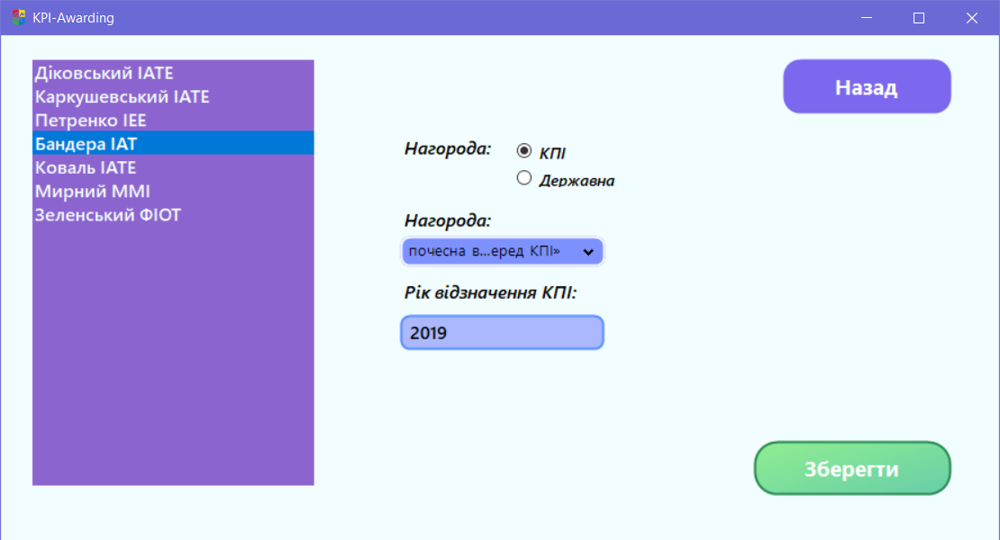 KPI-Awarding
Діковський ІАТЕ
Каркушевський ІАТЕ
Петренко ІЕЕ
Бандера ІАТ
Коваль ІАТЕ
Мирний ММІ
Зеленський ФІОТ
Назад
Нагорода:
КПІ
Державна
Нагорода:
почесна в...еред КПІ»
Рік відзначення КПІ:
2019
Зберегти